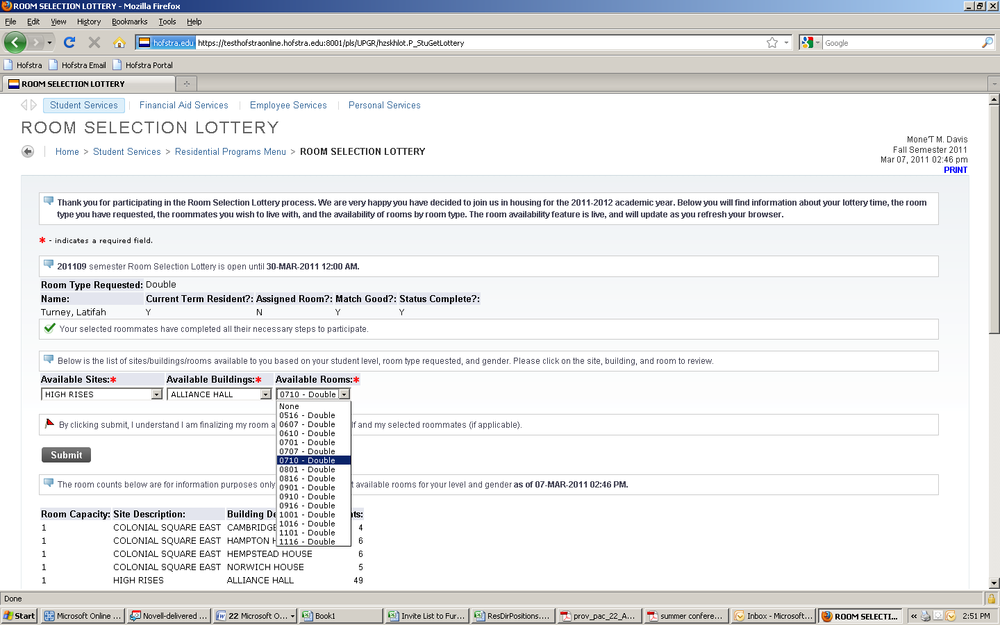 ROOM SELECTION LOTTERY - Mozilla Firefox
File Edit View History Bookmarks Tools Help
hofstra.edu https://testhofstraonline.hofstra.edu:8001/pls/UPGR/hzskhlot.P_StuGetLottery Google
Hofstra Hofstra Email Hofstra Portal
ROOM SELECTION LOTTERY
Student Services Financial Aid Services Employee Services Personal Services
ROOM SELECTION LOTTERY
Home > Student Services > Residential Programs Menu > ROOM SELECTION LOTTERY
Mone'T M. Davis
Fall Semester 2011
Mar 07, 2011 02:46 pm
PRINT
Thank you for participating in the Room Selection Lottery process. We are very happy you have decided to join us in housing for the 2011-2012 academic year. Below you will find information about your lottery time, the room
type you have requested, the roommates you wish to live with, and the availability of rooms by room type. The room availability feature is live, and will update as you refresh your browser.
* - indicates a required field.
201109 semester Room Selection Lottery is open until 30-MAR-2011 12:00 AM.
Room Type Requested: Double
Name: Current Term Resident?: Assigned Room?: Match Good?: Status Complete?:
Turney, Latifah Y N Y Y
Your selected roommates have completed all their necessary steps to participate.
Below is the list of sites/buildings/rooms available to you based on your student level, room type requested, and gender. Please click on the site, building, and room to review.
Available Sites:* Available Buildings:* Available Rooms:*
HIGH RISES ALLIANCE HALL 0710 - Double
None
0516 - Double
0607 - Double
0610 - Double
0701 - Double
0707 - Double
0710 - Double
0801 - Double
0816 - Double
0901 - Double
0910 - Double
0916 - Double
1001 - Double
1016 - Double
1101 - Double
1116 - Double
By clicking submit, I understand I am finalizing my room a lf and my selected roommates (if applicable).
Submit
The room counts below are for information purposes only t available rooms for your level and gender as of 07-MAR-2011 02:46 PM.
Room Capacity: Site Description: Building De nts:
1 COLONIAL SQUARE EAST CAMBRIDGE 4
1 COLONIAL SQUARE EAST HAMPTON H 6
1 COLONIAL SQUARE EAST HEMPSTEAD HOUSE 6
1 COLONIAL SQUARE EAST NORWICH HOUSE 5
1 HIGH RISES ALLIANCE HALL 49
Done
Start Microsoft Online ... Novell-delivered ... 22 Microsoft O... Book1 Invite List to Fur... ResDirPositions.... prov_pac_22_A... summer confere... Inbox - Microsoft... ROOM SELECTI... « 2:51 PM